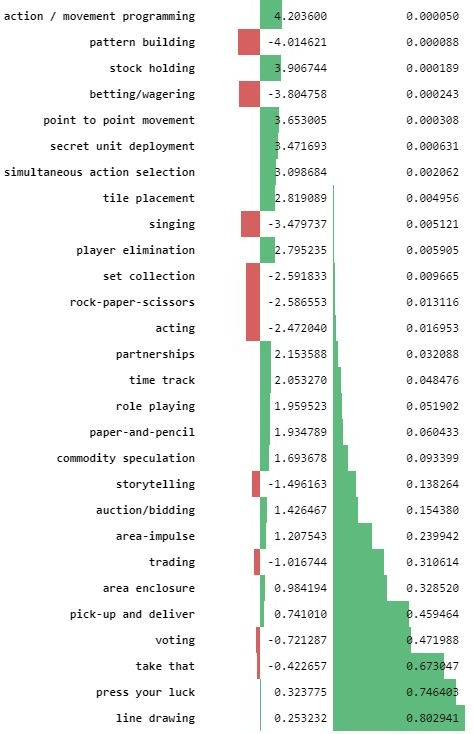 action / movement programming 4.203600 0.000050
pattern building -4.014621 0.000088
stock holding 3.906744 0.000189
betting/wagering -3.804758 0.000243
point to point movement 3.653005 0.000308
secret unit deployment 3.471693 0.000631
simultaneous action selection 3.098684 0.002062
tile placement 2.819089 0.004956
singing -3.479737 0.005121
player elimination 2.795235 0.005905
set collection -2.591833 0.009665
rock-paper-scissors -2.586553 0.013116
acting -2.472040 0.016953
partnerships 2.153588 0.032088
time track 2.053270 0.048476
role playing 1.959523 0.051902
paper-and-pencil 1.934789 0.060433
commodity speculation 1.693678 0.093399
storytelling -1.496163 0.138264
auction/bidding 1.426467 0.154380
area-impulse 1.207543 0.239942
trading -1.016744 0.310614
area enclosure 0.984194 0.328520
pick-up and deliver 0.741010 0.459464
voting -0.721287 0.471988
take that -0.422657 0.673047
press your luck 0.323775 0.746403
line drawing 0.253232 0.802941